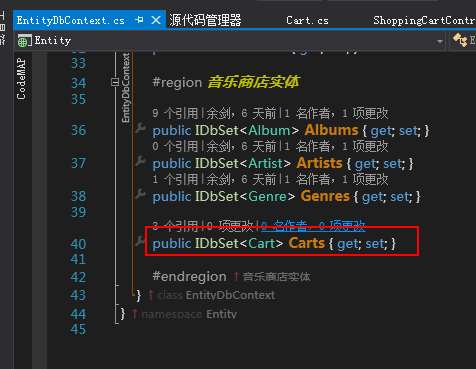 EntityDbContext.cs 源代码管理器 Cart.cs ShoppingCartContr
工
Entity
CodeMAP
EntityDbContext
33
34 #region 音乐商店实体
35
9 个引用 | 余剑，6 天前 | 1 名作者，1 项更改
36 public IDbSet<Album> Albums { get; set; }
0 个引用 | 余剑，6 天前 | 1 名作者，1 项更改
37 public IDbSet<Artist> Artists { get; set; }
1 个引用 | 余剑，6 天前 | 1 名作者，1 项更改
38 public IDbSet<Genre> Genres { get; set; }
39
3 个引用 | 0 项更改 | 0 名作者，0 项更改
40 public IDbSet<Cart> Carts { get; set; }
41
42 #endregion ↑ 音乐商店实体
43 } ↑ class EntityDbContext
44 } ↑ namespace Entity
45